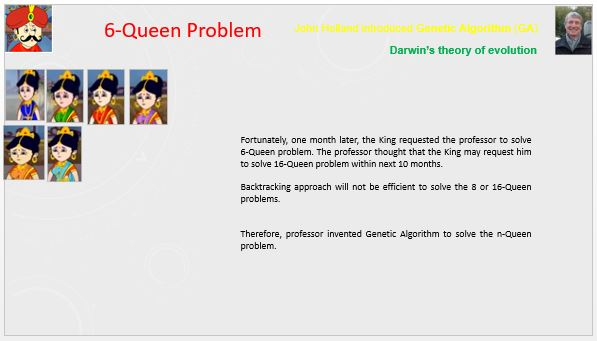 6-Queen Problem
John Holland introduced Genetic Algorithm (GA)
Darwin's theory of evolution
Fortunately, one month later, the King requested the professor to solve
6-Queen problem. The professor thought that the King may request him
to solve 16-Queen problem within next 10 months.
Backtracking approach will not be efficient to solve the 8 or 16-Queen
problems.
Therefore, professor invented Genetic Algorithm to solve the n-Queen
problem.